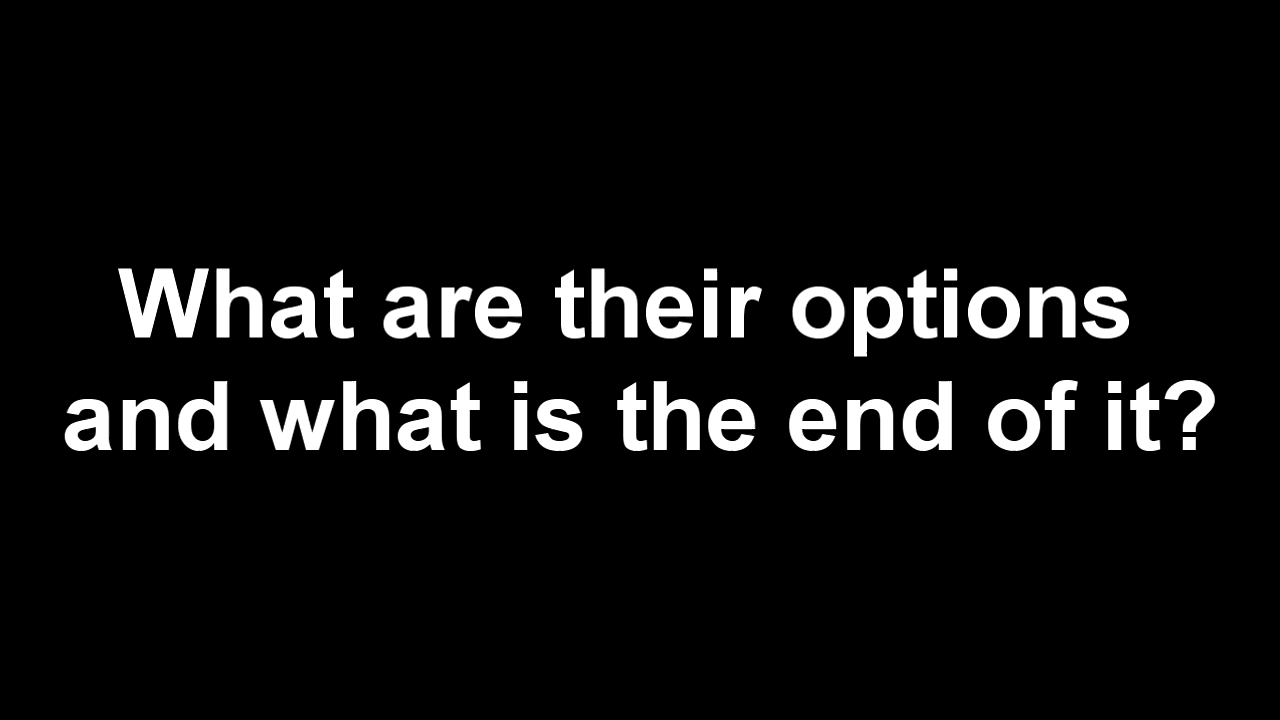 What are their options
and what is the end of it?